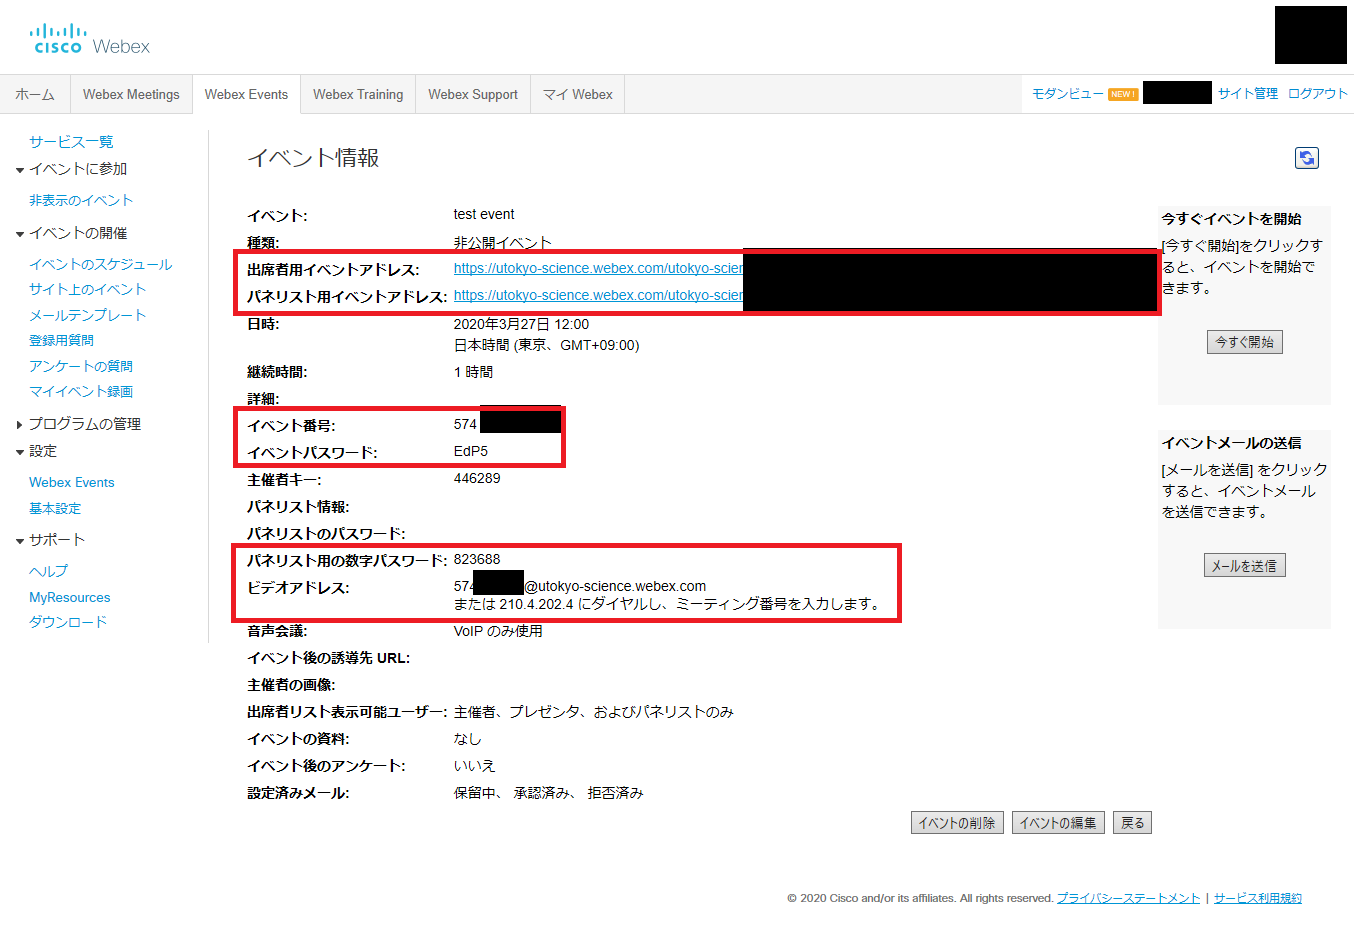 CISCO Webex
ホーム Webex Meetings Webex Events Webex Training Webex Support マイ Webex モダンビュー NEW! サイト管理 ログアウト
サービス一覧
イベントに参加
非表示のイベント
イベントの開催
イベントのスケジュール
サイト上のイベント
メールテンプレート
登録用質問
アンケートの質問
マイイベント録画
プログラムの管理
設定
Webex Events
基本設定
サポート
ヘルプ
MyResources
ダウンロード
イベント情報
イベント: test event
種類: 非公開イベント
出席者用イベントアドレス: https://utokyo-science.webex.com/utokyo-scien
パネリスト用イベントアドレス: https://utokyo-science.webex.com/utokyo-scien
日時: 2020年3月27日 12:00
日本時間 (東京、GMT+09:00)
継続時間: 1 時間
詳細:
イベント番号: 574
イベントパスワード: EdP5
主催者キー: 446289
パネリスト情報:
パネリストのパスワード:
パネリスト用の数字パスワード: 823688
ビデオアドレス: 574 @utokyo-science.webex.com
または 210.4.202.4 にダイヤルし、ミーティング番号を入力します。
音声会議: VoIP のみ使用
イベント後の誘導先 URL:
主催者の画像:
出席者リスト表示可能ユーザー: 主催者、プレゼンタ、およびパネリストのみ
イベントの資料: なし
イベント後のアンケート: いいえ
設定済みメール: 保留中、 承認済み、 拒否済み
イベントの削除 イベントの編集 戻る
今すぐイベントを開始
[今すぐ開始]をクリックす
ると、イベントを開始で
きます。
今すぐ開始
イベントメールの送信
[メールを送信] をクリック
すると、イベントメール
を送信できます。
メールを送信
© 2020 Cisco and/or its affiliates. All rights reserved. プライバシーステートメント | サービス利用規約